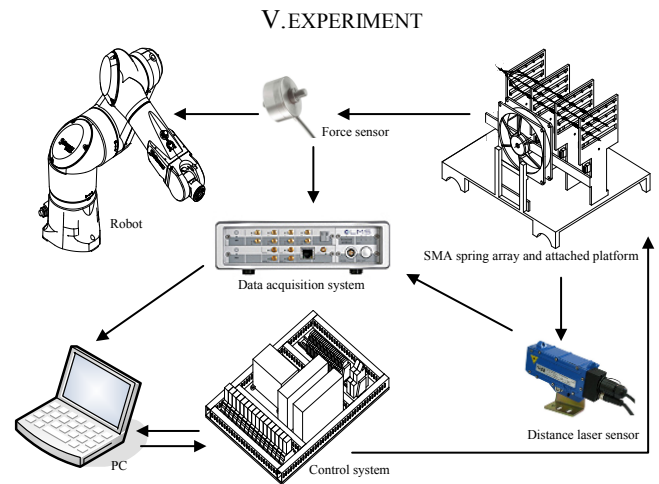 V.EXPERIMENT
Force sensor
Robot
SMA spring array and attached platform
LMS
Data acquisition system
Distance laser sensor
PC
Control system